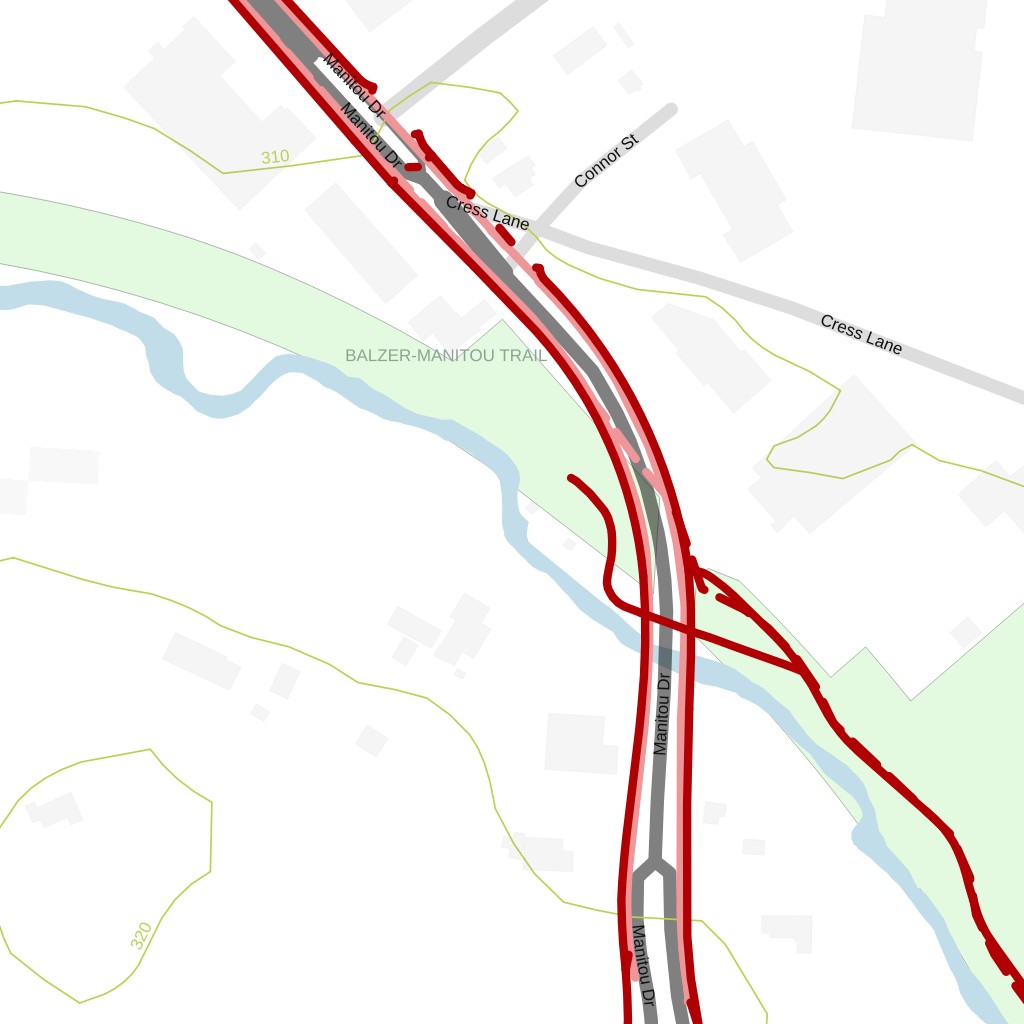 Manitou Dr
Manitou Dr
310
Connor St
Cress Lane
Cress Lane
BALZER-MANITOU TRAIL
Manitou Dr
320
Manitou Dr